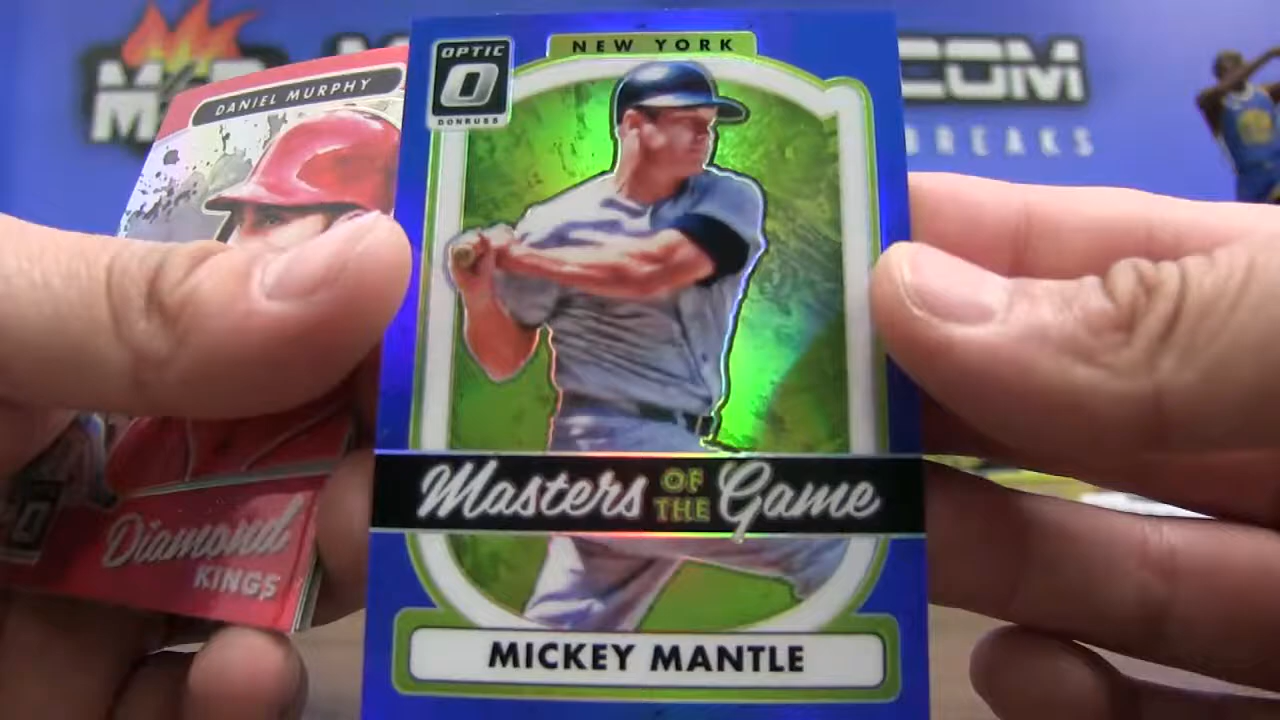 .COM
BREAKS
DANIEL MURPHY
Diamond
KINGS
OPTIC
DONRUSS
NEW YORK
Masters OF THE Game
MICKEY MANTLE